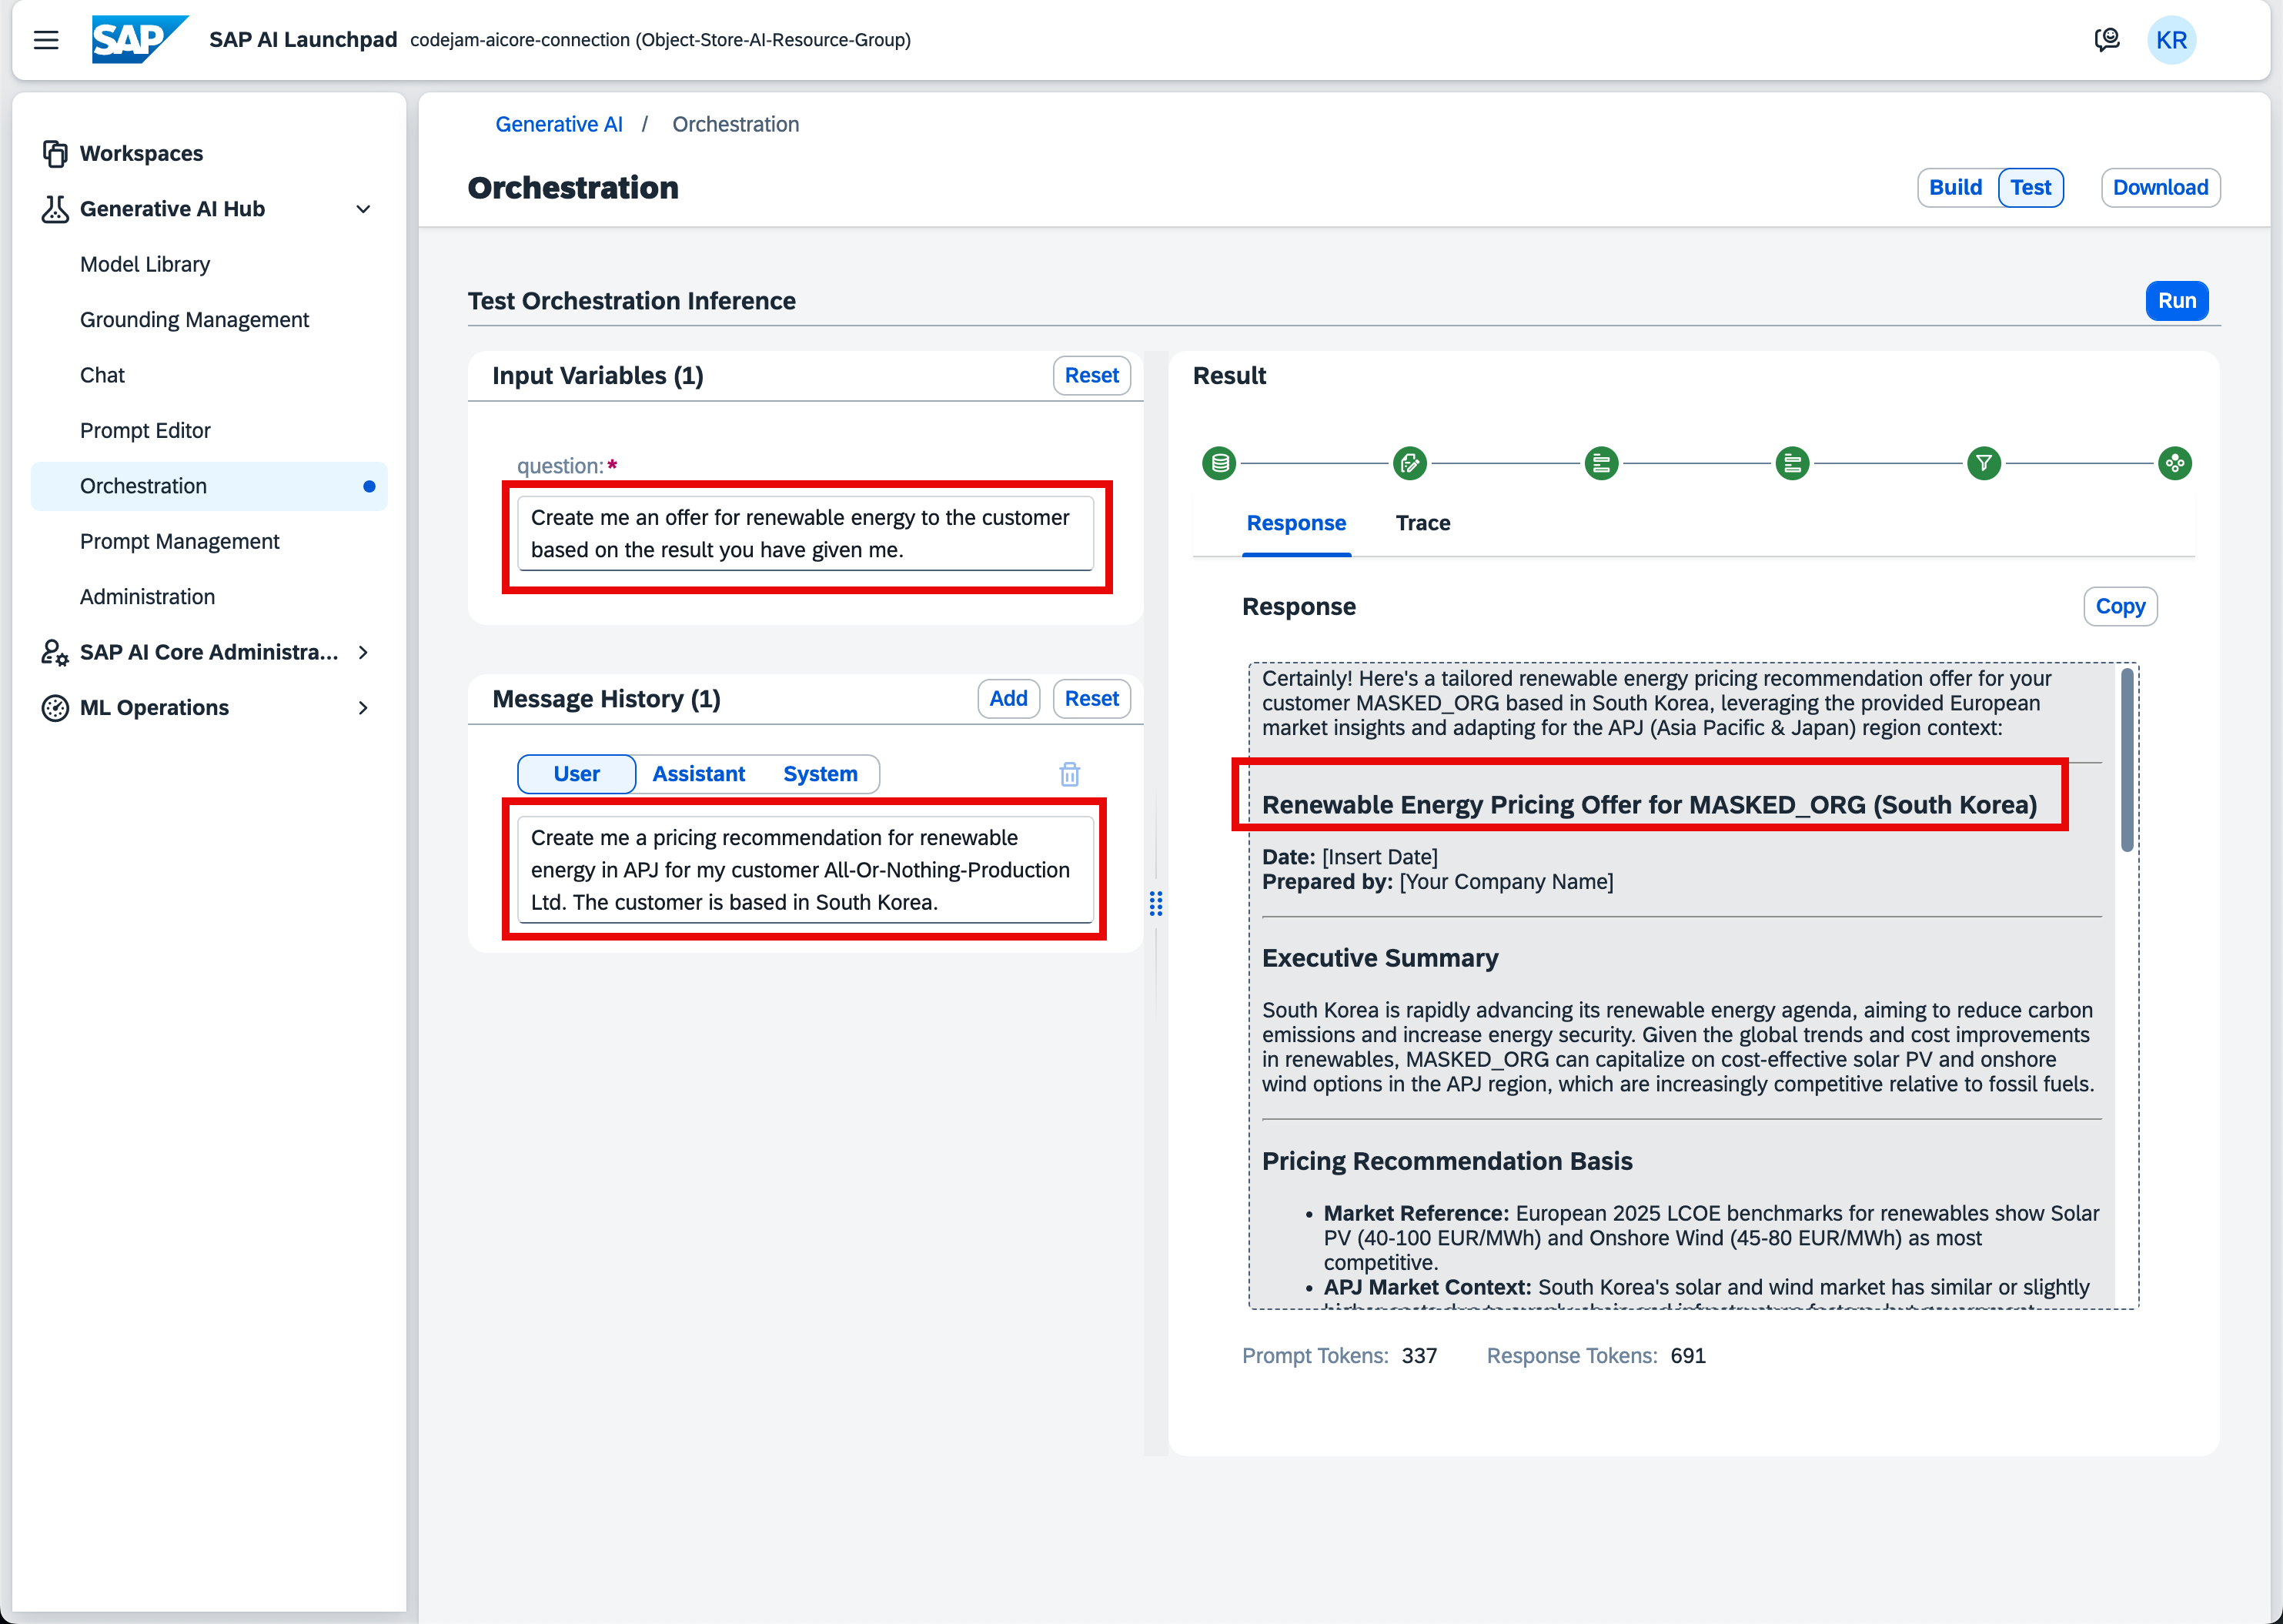 SAP SAP AI Launchpad codejam-aicore-connection (Object-Store-AI-Resource-Group) KR
Workspaces
Generative AI Hub
Model Library
Grounding Management
Chat
Prompt Editor
Orchestration
Prompt Management
Administration
SAP AI Core Administra...
ML Operations
Generative AI / Orchestration
Orchestration
Build Test Download
Test Orchestration Inference
Run
Input Variables (1)
Reset
question:*
Create me an offer for renewable energy to the customer
based on the result you have given me.
Message History (1)
Add Reset
User Assistant System
Create me a pricing recommendation for renewable
energy in APJ for my customer All-Or-Nothing-Production
Ltd. The customer is based in South Korea.
Result
Response Trace
Response
Copy
Certainly! Here's a tailored renewable energy pricing recommendation offer for your
customer MASKED_ORG based in South Korea, leveraging the provided European
market insights and adapting for the APJ (Asia Pacific & Japan) region context:
Renewable Energy Pricing Offer for MASKED_ORG (South Korea)
Date: [Insert Date]
Prepared by: [Your Company Name]
Executive Summary
South Korea is rapidly advancing its renewable energy agenda, aiming to reduce carbon
emissions and increase energy security. Given the global trends and cost improvements
in renewables, MASKED_ORG can capitalize on cost-effective solar PV and onshore
wind options in the APJ region, which are increasingly competitive relative to fossil fuels.
Pricing Recommendation Basis
• Market Reference: European 2025 LCOE benchmarks for renewables show Solar
PV (40-100 EUR/MWh) and Onshore Wind (45-80 EUR/MWh) as most
competitive.
• APJ Market Context: South Korea's solar and wind market has similar or slightly
Prompt Tokens: 337 Response Tokens: 691